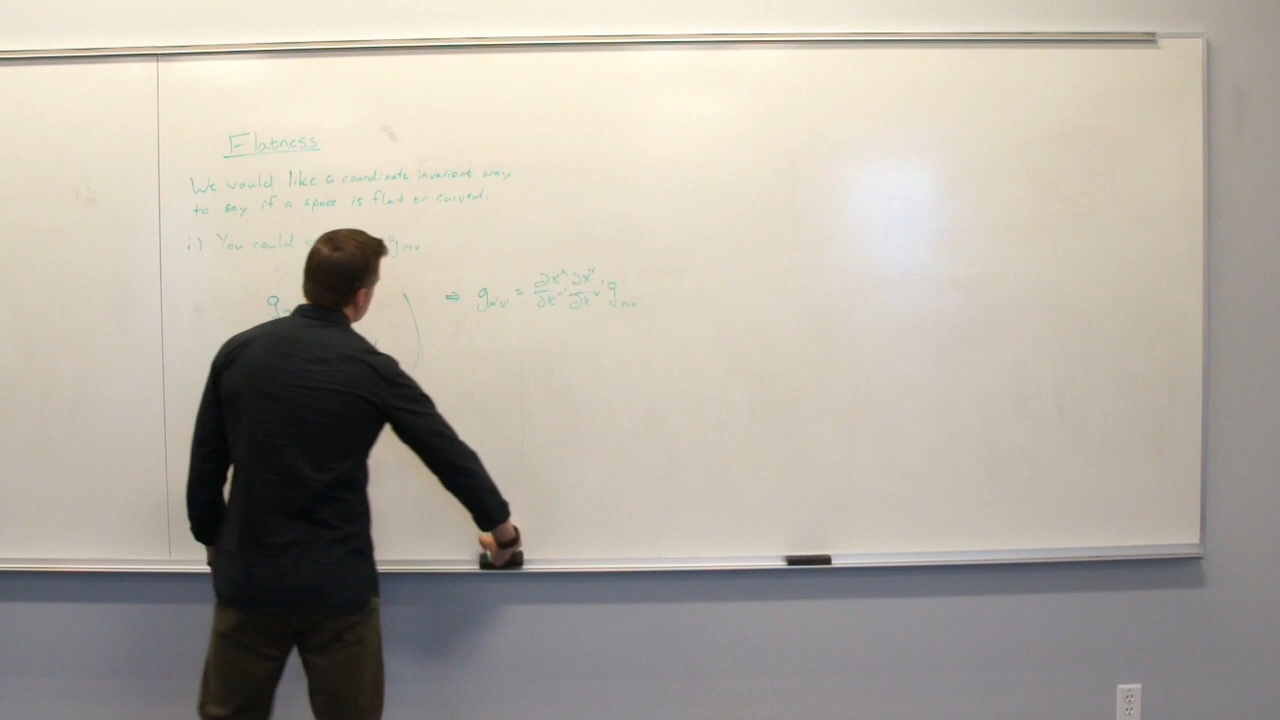 Flatness
We would like a coordinate invariant way
to say if a space is flat or curved.
i) You could g_μν
g ) ⇒ g_μ'ν' = ∂x^μ/∂x^μ' ∂x^ν/∂x^ν' g_μν